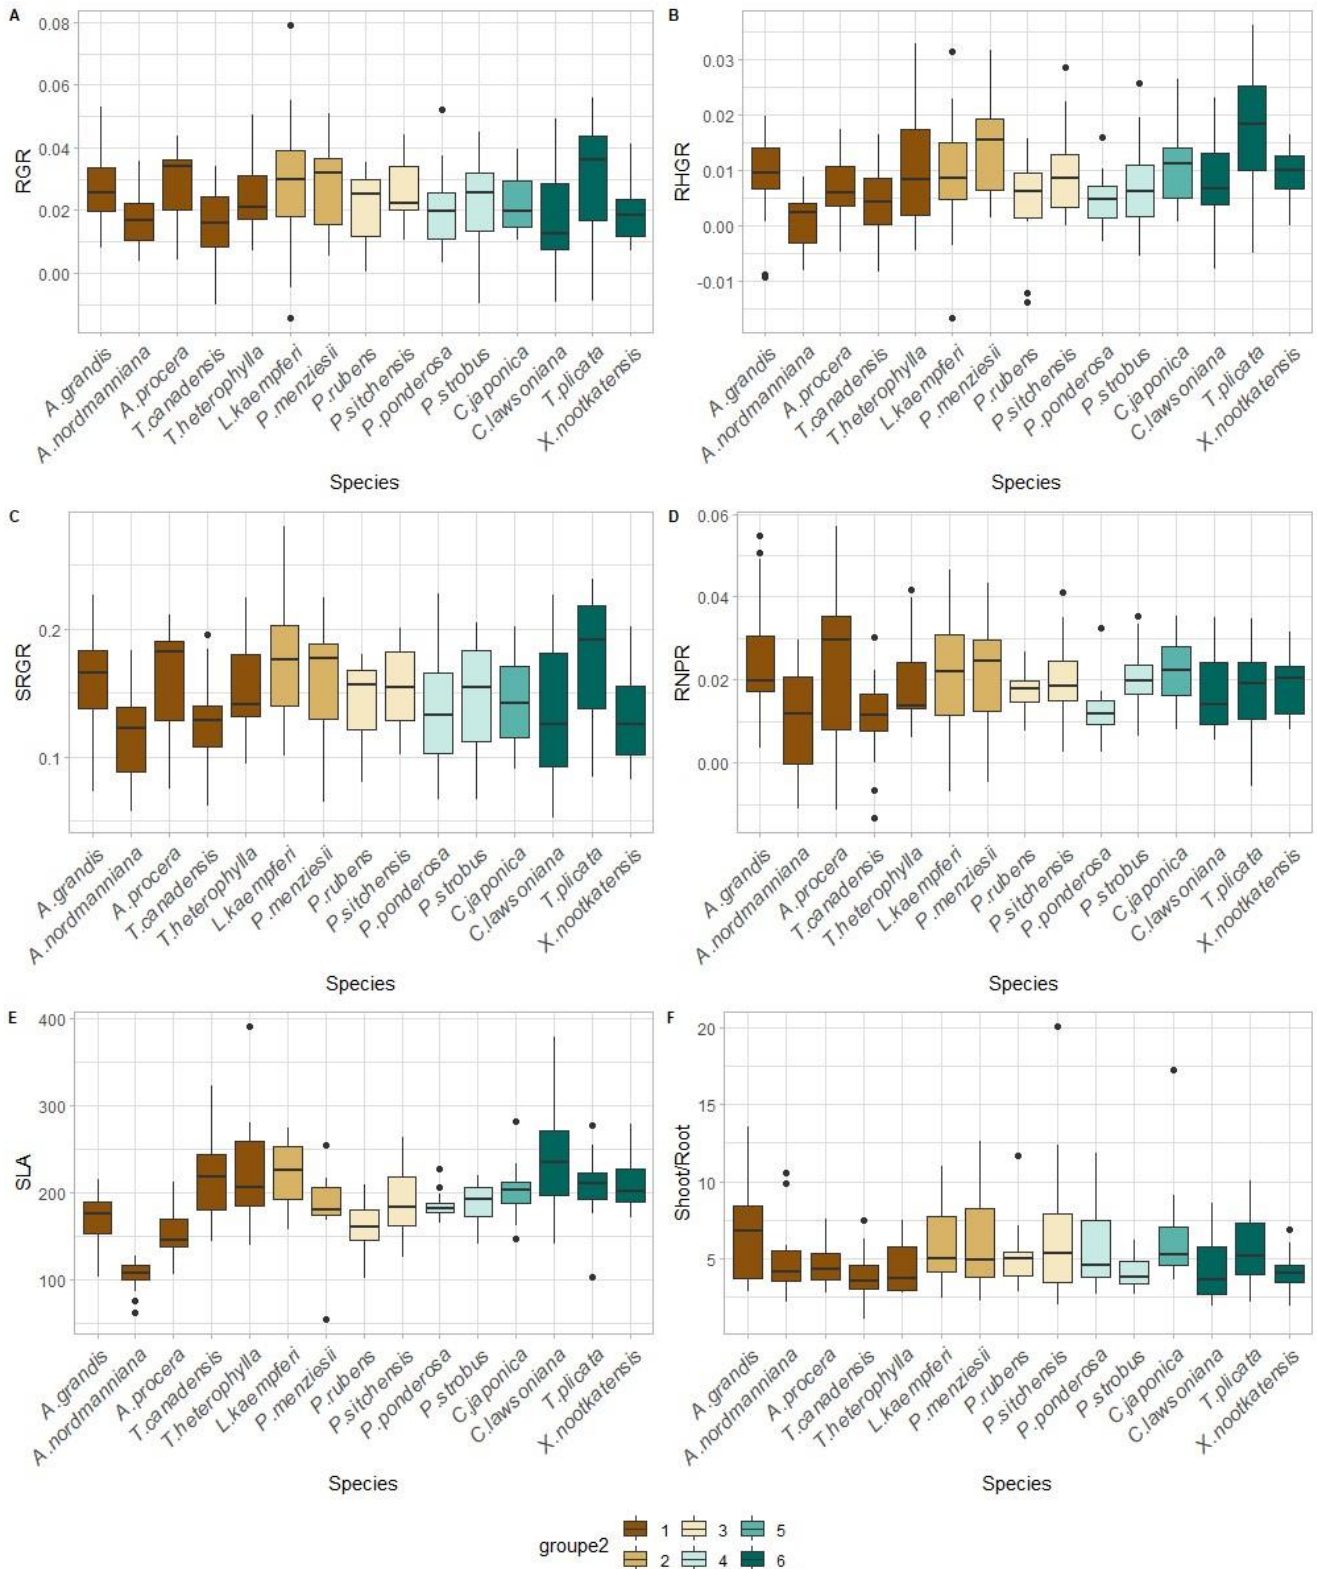 A
RGR
0.08
0.06
0.04
0.02
0.00
A.grandis
A.nordmanniana
A.procera
T.canadensis
T.heterophylla
L.kaempferi
P.menziesii
P.rubens
P.sitchensis
P.ponderosa
P.strobus
C.japonica
C.lawsoniana
T.plicata
X.nootkatensis
Species
B
RHGR
0.03
0.02
0.01
0.00
-0.01
A.grandis
A.nordmanniana
A.procera
T.canadensis
T.heterophylla
L.kaempferi
P.menziesii
P.rubens
P.sitchensis
P.ponderosa
P.strobus
C.japonica
C.lawsoniana
T.plicata
X.nootkatensis
Species
C
SRGR
0.2
0.1
A.grandis
A.nordmanniana
A.procera
T.canadensis
T.heterophylla
L.kaempferi
P.menziesii
P.rubens
P.sitchensis
P.ponderosa
P.strobus
C.japonica
C.lawsoniana
T.plicata
X.nootkatensis
Species
D
RNPR
0.06
0.04
0.02
0.00
A.grandis
A.nordmanniana
A.procera
T.canadensis
T.heterophylla
L.kaempferi
P.menziesii
P.rubens
P.sitchensis
P.ponderosa
P.strobus
C.japonica
C.lawsoniana
T.plicata
X.nootkatensis
Species
E
SLA
400
300
200
100
A.grandis
A.nordmanniana
A.procera
T.canadensis
T.heterophylla
L.kaempferi
P.menziesii
P.rubens
P.sitchensis
P.ponderosa
P.strobus
C.japonica
C.lawsoniana
T.plicata
X.nootkatensis
Species
F
Shoot/Root
20
15
10
5
A.grandis
A.nordmanniana
A.procera
T.canadensis
T.heterophylla
L.kaempferi
P.menziesii
P.rubens
P.sitchensis
P.ponderosa
P.strobus
C.japonica
C.lawsoniana
T.plicata
X.nootkatensis
Species
groupe2
1 3 5
2 4 6